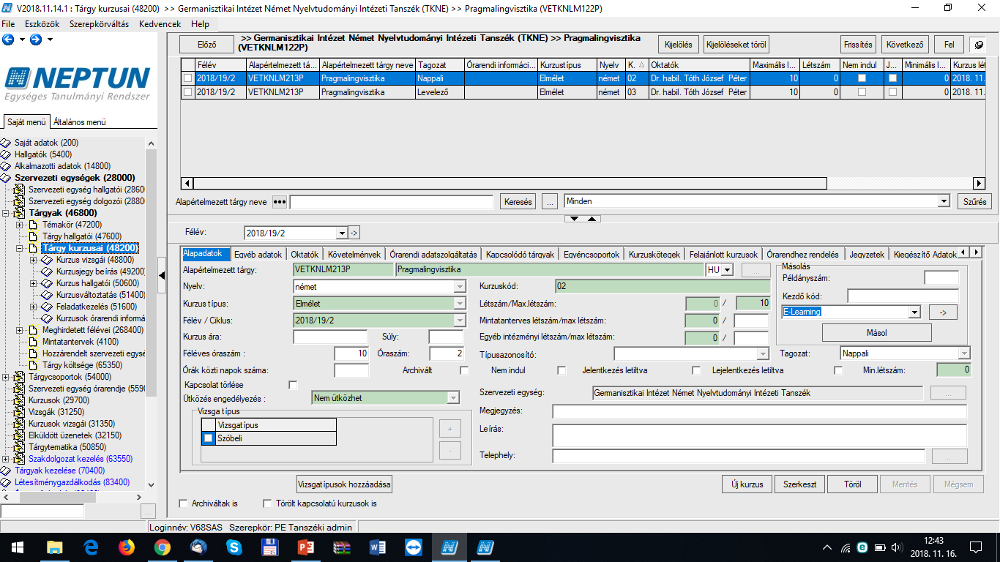 V2018.11.14.1 : Tárgy kurzusai (48200)  >> Germanisztikai Intézet Német Nyelvtudományi Intézeti Tanszék (TKNE) >> Pragmalingvisztika (VETKNLM122P)
File Eszközök Szerepkörváltás Kedvencek Help
NEPTUN
Egységes Tanulmányi Rendszer
Saját menü Általános menü
Saját adatok (200)
Hallgatók (5400)
Alkalmazotti adatok (14800)
Szervezeti egységek (28000)
Szervezeti egység hallgatói (2860
Szervezeti egység dolgozói (2880
Tárgyak (46800)
Témakör (47200)
Tárgy hallgatói (47600)
Tárgy kurzusai (48200)
Kurzus vizsgái (48800)
Kurzusjegy beírás (49200)
Kurzus hallgatói (50600)
Kurzusváltoztatás (51400)
Feladatkezelés (51600)
Kurzusok órarendi informá
Meghirdetett félévei (268400)
Mintatantervek (4100)
Hozzárendelt szervezeti egysé
Tárgy költsége (65350)
Tárgycsoportok (54000)
Szervezeti egység órarendje (5590
Kurzusok (29700)
Vizsgák (31250)
Kurzusok vizsgái (31350)
Elküldött üzenetek (32150)
Tárgytematika (50850)
Szakdolgozat kezelés (63550)
Tárgyak kezelése (70400)
Létesítménygazdálkodás (83400)
Előző >> Germanisztikai Intézet Német Nyelvtudományi Intézeti Tanszék (TKNE) >> Pragmalingvisztika
(VETKNLM122P) Kijelölés Kijelöléseket töröl Frissítés Következő Fel
Félév Alapértelmezett tá... Alapértelmezett tárgy neve Tagozat Órarendi informáci... Kurzustípus Nyelv K. Oktatók Maximális l... Létszám Nem indul J... Minimális l... Kurzus lét
2018/19/2 VETKNLM213P Pragmalingvisztika Nappali Elmélet német 02 Dr. habil. Tóth József Péter 10 0 0 2018. 11.
2018/19/2 VETKNLM213P Pragmalingvisztika Levelező Elmélet német 03 Dr. habil. Tóth József Péter 10 0 0 2018. 11.
Alapértelmezett tárgy neve ●●● Keresés ... Minden Szűrés
Félév: 2018/19/2 ->
Alapadatok Egyéb adatok Oktatók Követelmények Órarendi adatszolgáltatás Kapcsolódó tárgyak Egyéncsoportok Kurzuskötegek Felajánlott kurzusok Órarendhez rendelés Jegyzetek Kiegészítő Adatok
Alapértelmezett tárgy: VETKNLM213P Pragmalingvisztika HU ...
Nyelv: német Kurzuskód: 02
Kurzus típus: Elmélet Létszám/Max.létszám: 0 / 10
Félév / Ciklus: 2018/19/2 Mintatanterves létszám/max létszám: 0 /
Kurzus ára: Súly: Egyéb intézményi létszám/max létszám: 0 /
Féléves óraszám : 10 Óraszám: 2 Típusazonosító: Tagozat: Nappali
Órák közti napok száma: Archivált Nem indul Jelentkezés letiltva Lejelentkezés letiltva Min.létszám: 0
Másolás
Példányszám:
Kezdő kód:
E-Learning ->
Másol
Kapcsolat törlése
Ütközés engedélyezés : Nem ütközhet
Szervezeti egység: Germanisztikai Intézet Német Nyelvtudományi Intézeti Tanszék ...
Vizsga típus
Vizsgatípus
Szóbeli
+
-
Megjegyzés:
Leírás:
Telephely: ...
Vizsgatípusok hozzáadása Új kurzus Szerkeszt Töröl Mentés Mégsem
Archiváltak is Törölt kapcsolatú kurzusok is
...
Loginnév: V68SAS Szerepkör: PE Tanszéki admin
12:43
2018. 11. 16.